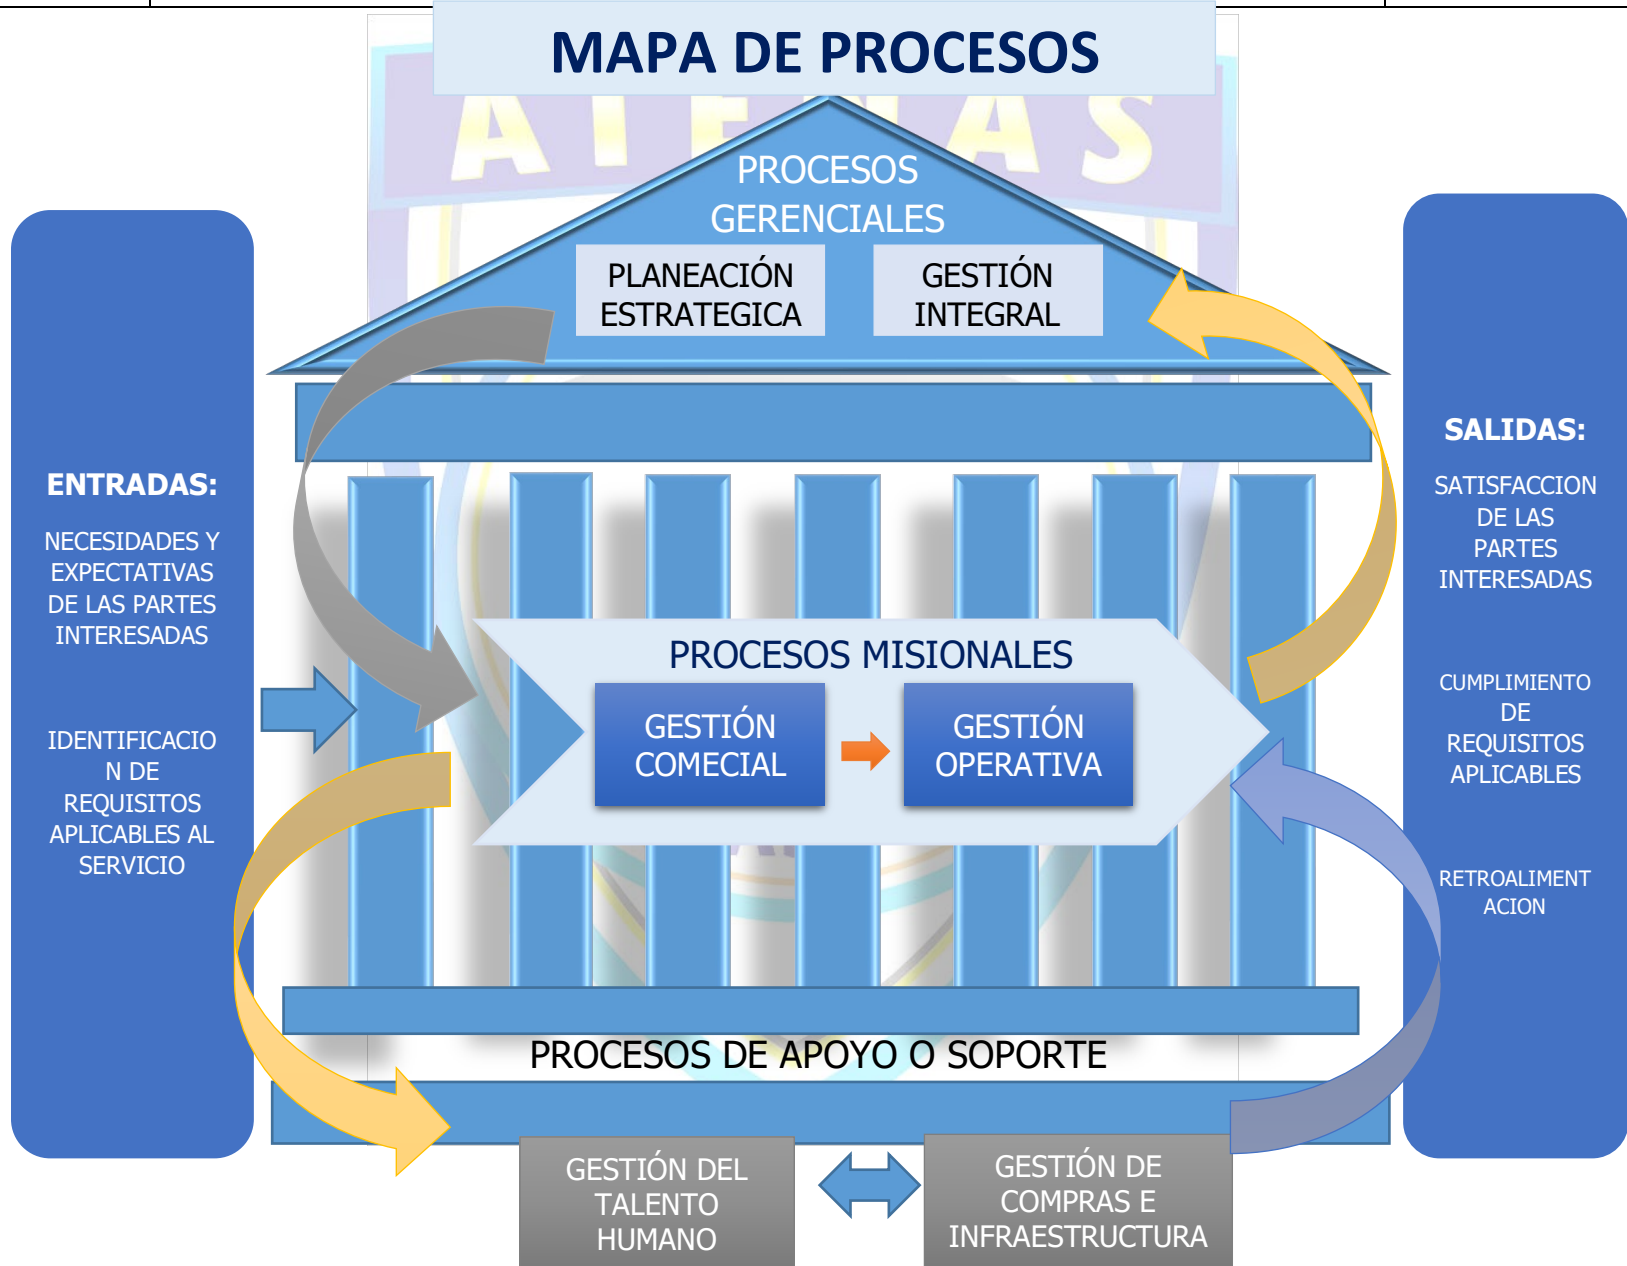 MAPA DE PROCESOS
ATENAS
PROCESOS
GERENCIALES
PLANEACIÓN
ESTRATEGICA
GESTIÓN
INTEGRAL
ENTRADAS:
NECESIDADES Y
EXPECTATIVAS
DE LAS PARTES
INTERESADAS
IDENTIFICACIO
N DE
REQUISITOS
APLICABLES AL
SERVICIO
PROCESOS MISIONALES
GESTIÓN
COMECIAL
GESTIÓN
OPERATIVA
SALIDAS:
SATISFACCION
DE LAS
PARTES
INTERESADAS
CUMPLIMIENTO
DE
REQUISITOS
APLICABLES
RETROALIMENT
ACION
PROCESOS DE APOYO O SOPORTE
GESTIÓN DEL
TALENTO
HUMANO
GESTIÓN DE
COMPRAS E
INFRAESTRUCTURA